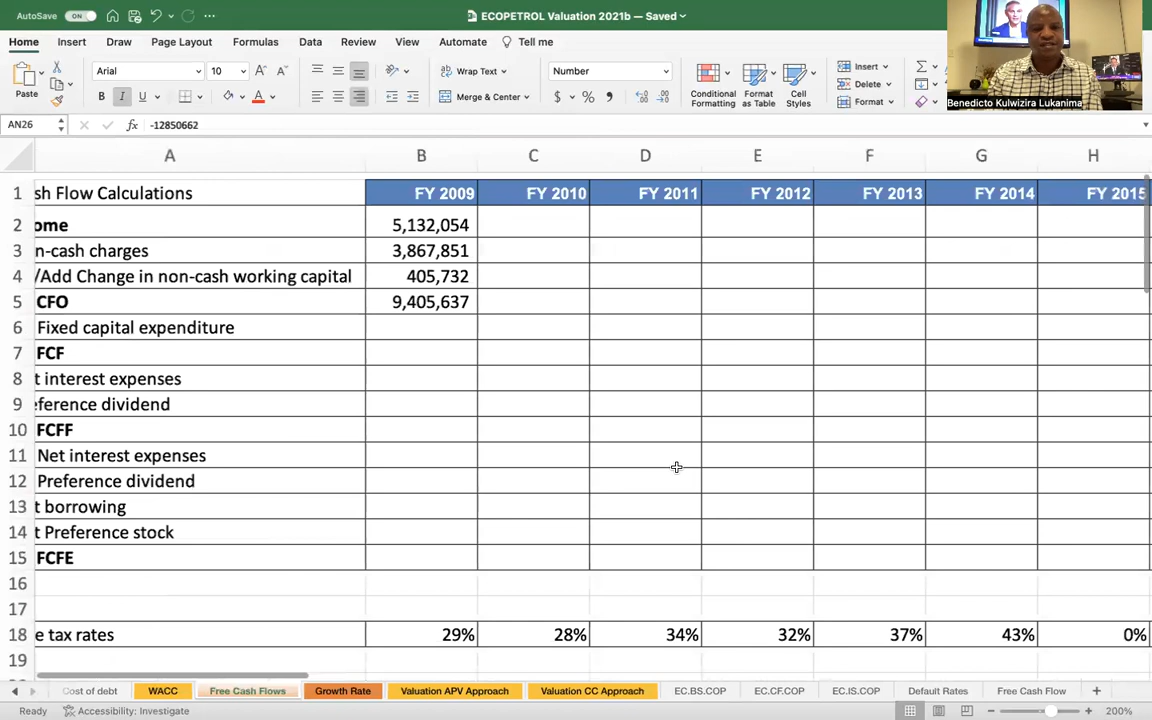 AutoSave ON ECOPETROL Valuation 2021b — Saved
Home Insert Draw Page Layout Formulas Data Review View Automate Tell me
Paste Arial 10 Wrap Text Merge & Center Number Conditional Formatting Format as Table Cell Styles Insert Delete Format
B I U A $ %
Benedicto Kulwizira Lukanima
AN26 fx -12850662
A B C D E F G H
1 sh Flow Calculations FY 2009 FY 2010 FY 2011 FY 2012 FY 2013 FY 2014 FY 2015
2 ome 5,132,054
3 n-cash charges 3,867,851
4 /Add Change in non-cash working capital 405,732
5 CFO 9,405,637
6 Fixed capital expenditure
7 FCF
8 t interest expenses
9 eference dividend
10 FCFF
11 Net interest expenses
12 Preference dividend
13 t borrowing
14 t Preference stock
15 FCFE
16
17
18 e tax rates 29% 28% 34% 32% 37% 43% 0%
19
Cost of debt WACC Free Cash Flows Growth Rate Valuation APV Approach Valuation CC Approach EC.BS.COP EC.CF.COP EC.IS.COP Default Rates Free Cash Flow +
Ready Accessibility: Investigate 200%